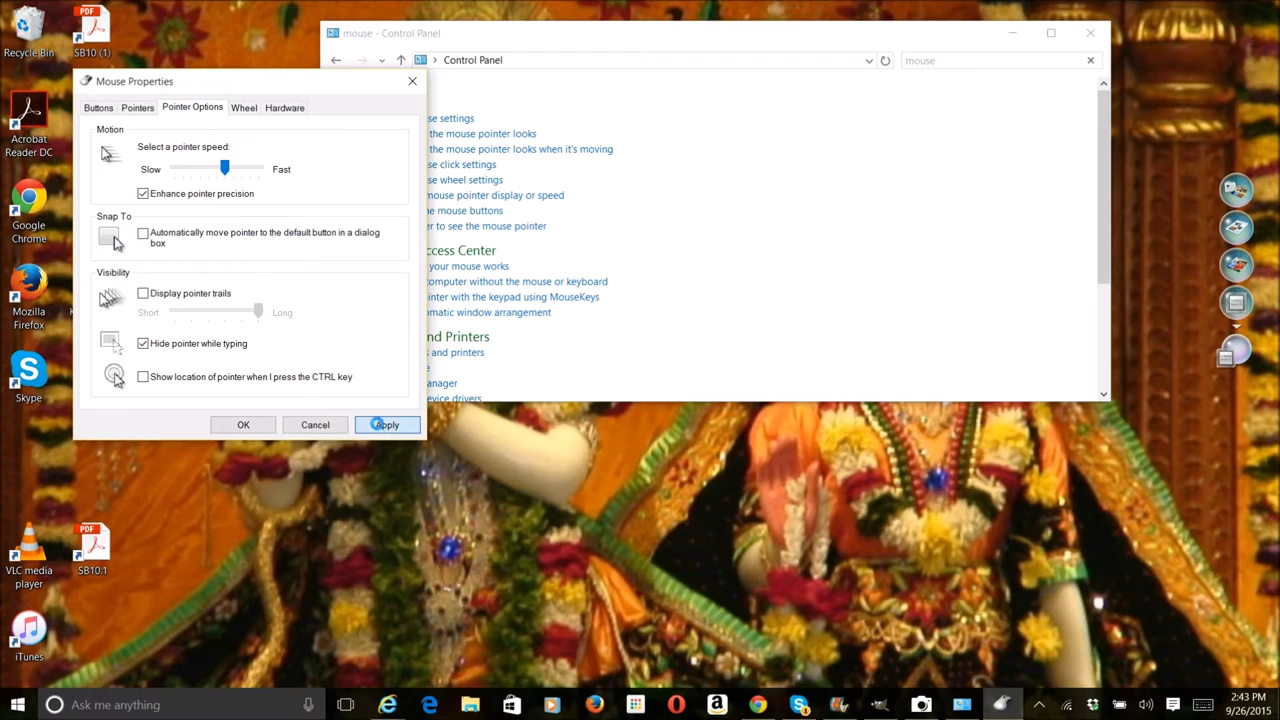 Recycle Bin
PDF
SB10 (1)
Acrobat
Reader DC
Google
Chrome
Mozilla
Firefox
Skype
PDF
SB10.1
VLC media
player
iTunes
mouse - Control Panel
Control Panel
mouse
se settings
the mouse pointer looks
the mouse pointer looks when it's moving
se click settings
se wheel settings
mouse pointer display or speed
e mouse buttons
r to see the mouse pointer
ccess Center
your mouse works
computer without the mouse or keyboard
inter with the keypad using MouseKeys
omatic window arrangement
nd Printers
s and printers
e
anager
device drivers
Mouse Properties
Buttons
Pointers
Pointer Options
Wheel
Hardware
Motion
Select a pointer speed:
Slow
Fast
Enhance pointer precision
Snap To
Automatically move pointer to the default button in a dialog
box
Visibility
Display pointer trails
Short
Long
Hide pointer while typing
Show location of pointer when I press the CTRL key
OK
Cancel
Apply
Ask me anything
2:43 PM
9/26/2015